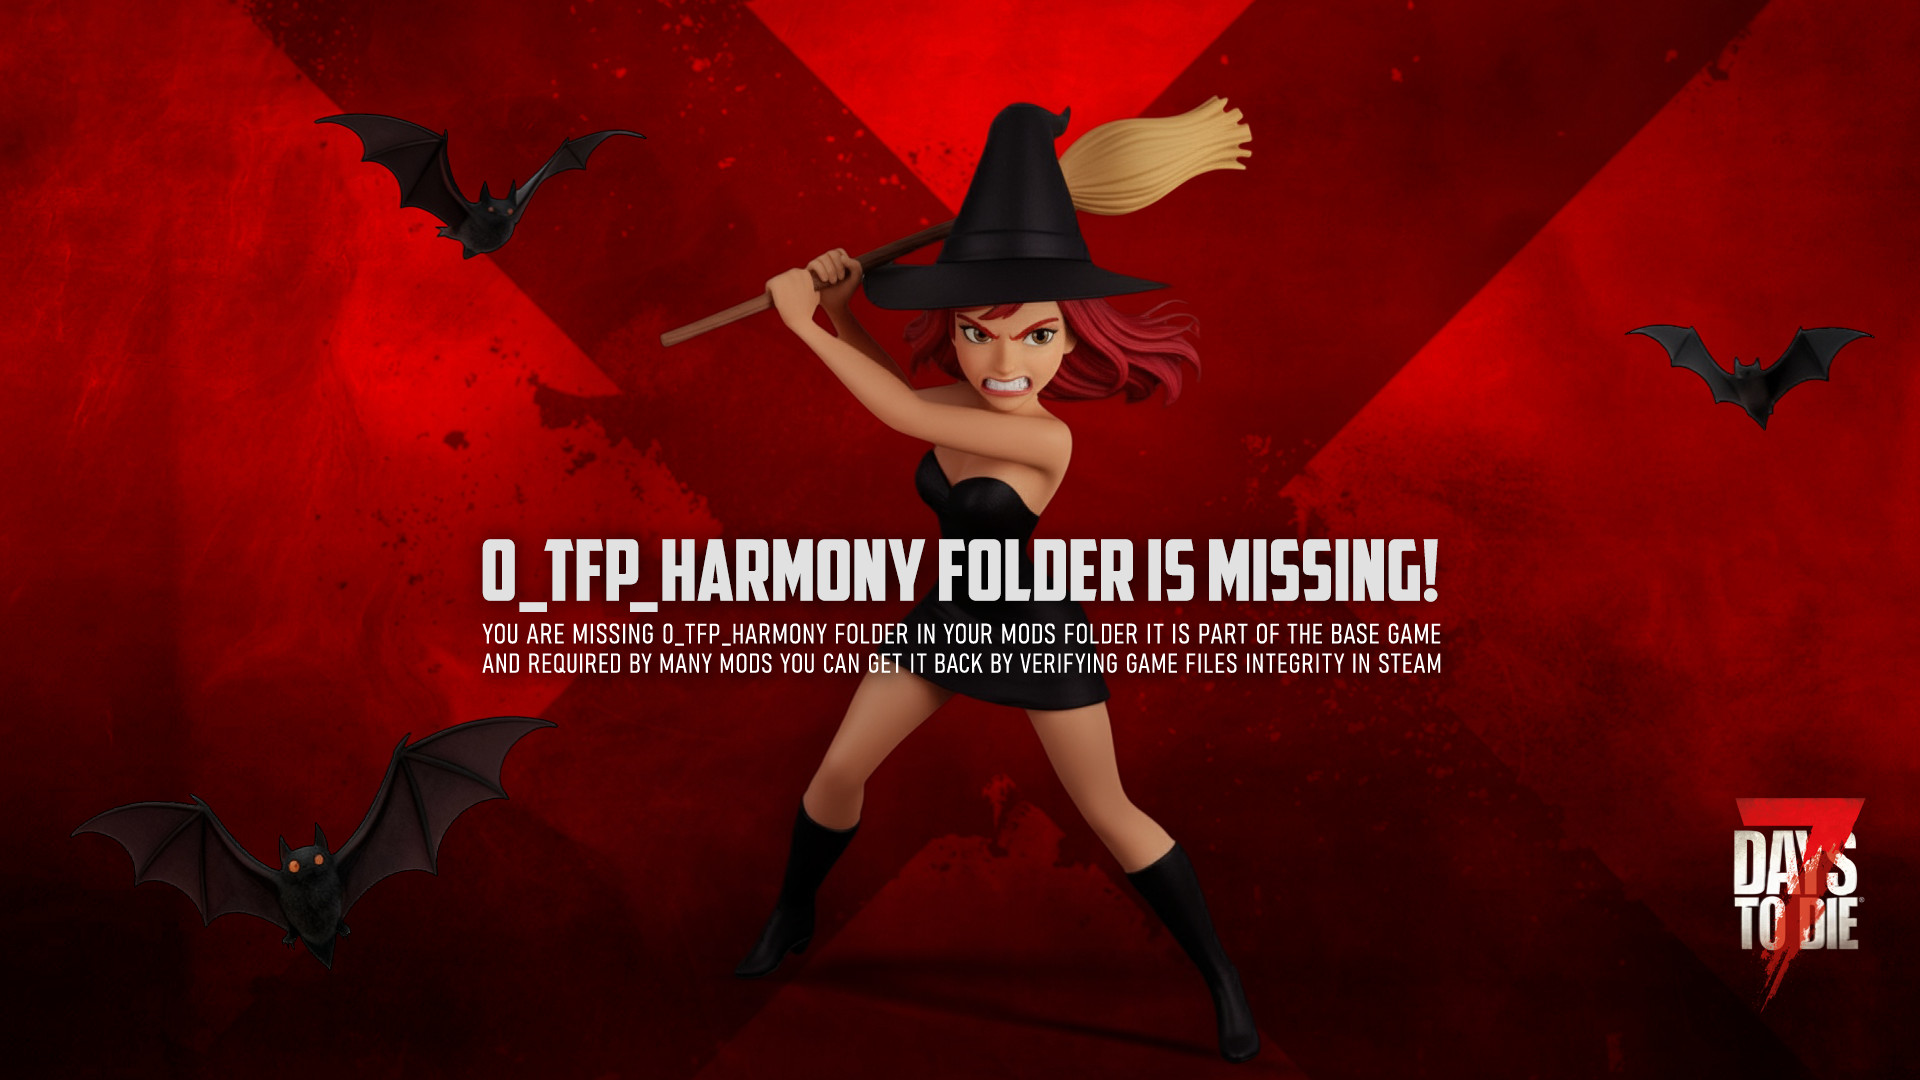 0_TFP_HARMONY FOLDER IS MISSING!
YOU ARE MISSING 0_TFP_HARMONY FOLDER IN YOUR MODS FOLDER IT IS PART OF THE BASE GAME
AND REQUIRED BY MANY MODS YOU CAN GET IT BACK BY VERIFYING GAME FILES INTEGRITY IN STEAM
7
DAYS
TO DIE®